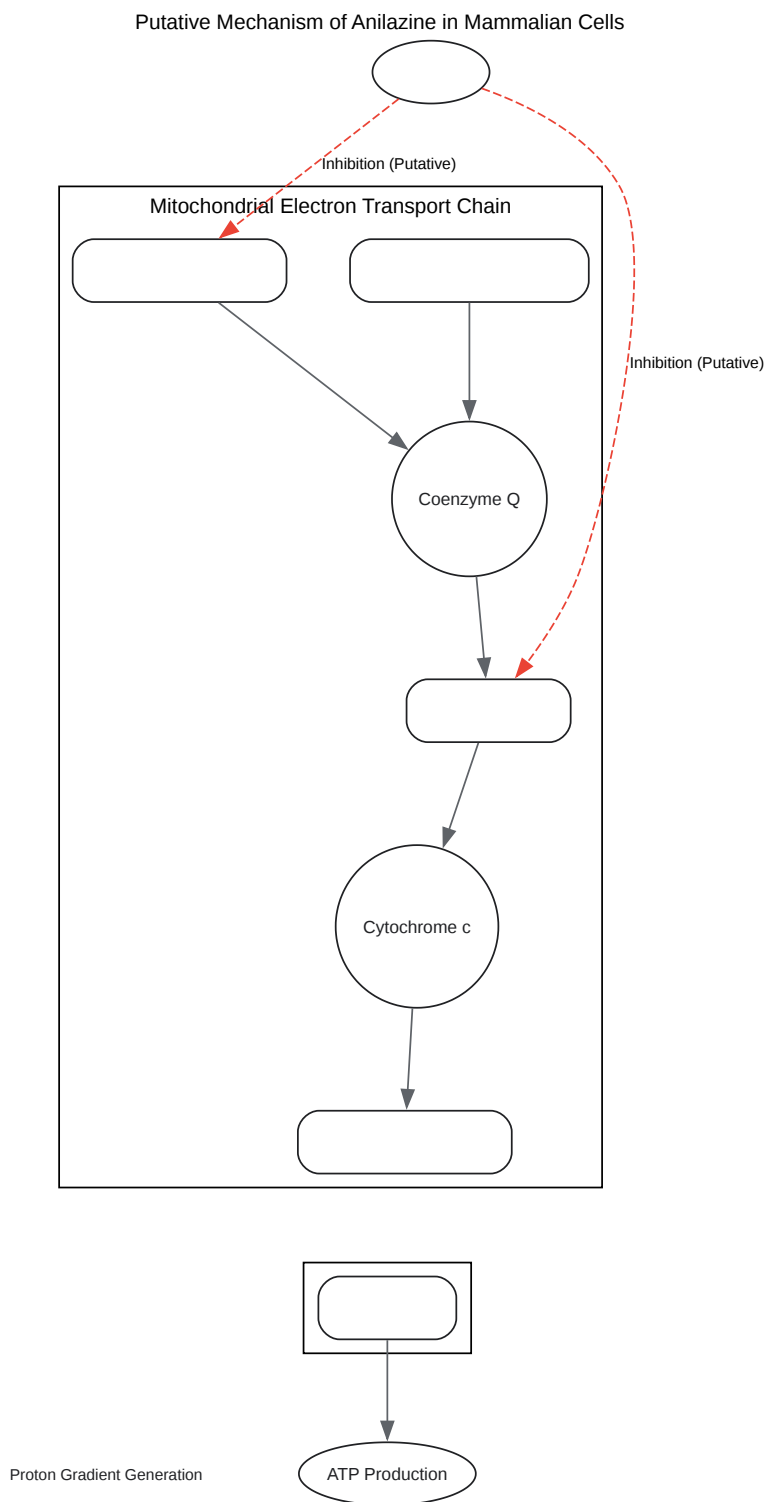 Putative Mechanism of Anilazine in Mammalian Cells
Inhibition (Putative)
Mitochondrial Electron Transport Chain
Inhibition (Putative)
Coenzyme Q
Cytochrome c
Proton Gradient Generation
ATP Production